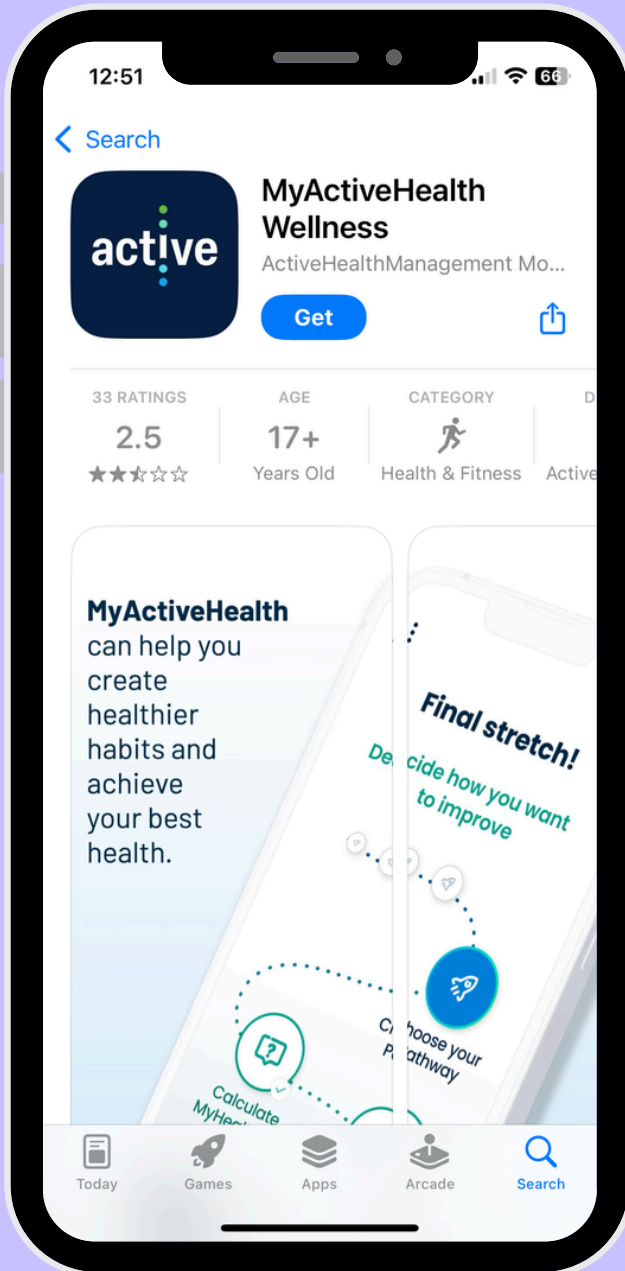 12:51
66
Search
active
MyActiveHealth
Wellness
ActiveHealthManagement Mo...
Get
33 RATINGS
AGE
CATEGORY
D
2.5
17+
Years Old
Health & Fitness
Active
MyActiveHealth
can help you
create
healthier
habits and
achieve
your best
health.
Final stretch!
Decide how you want
to improve
Choose your
Pathway
Calculate
Today
Games
Apps
Arcade
Search